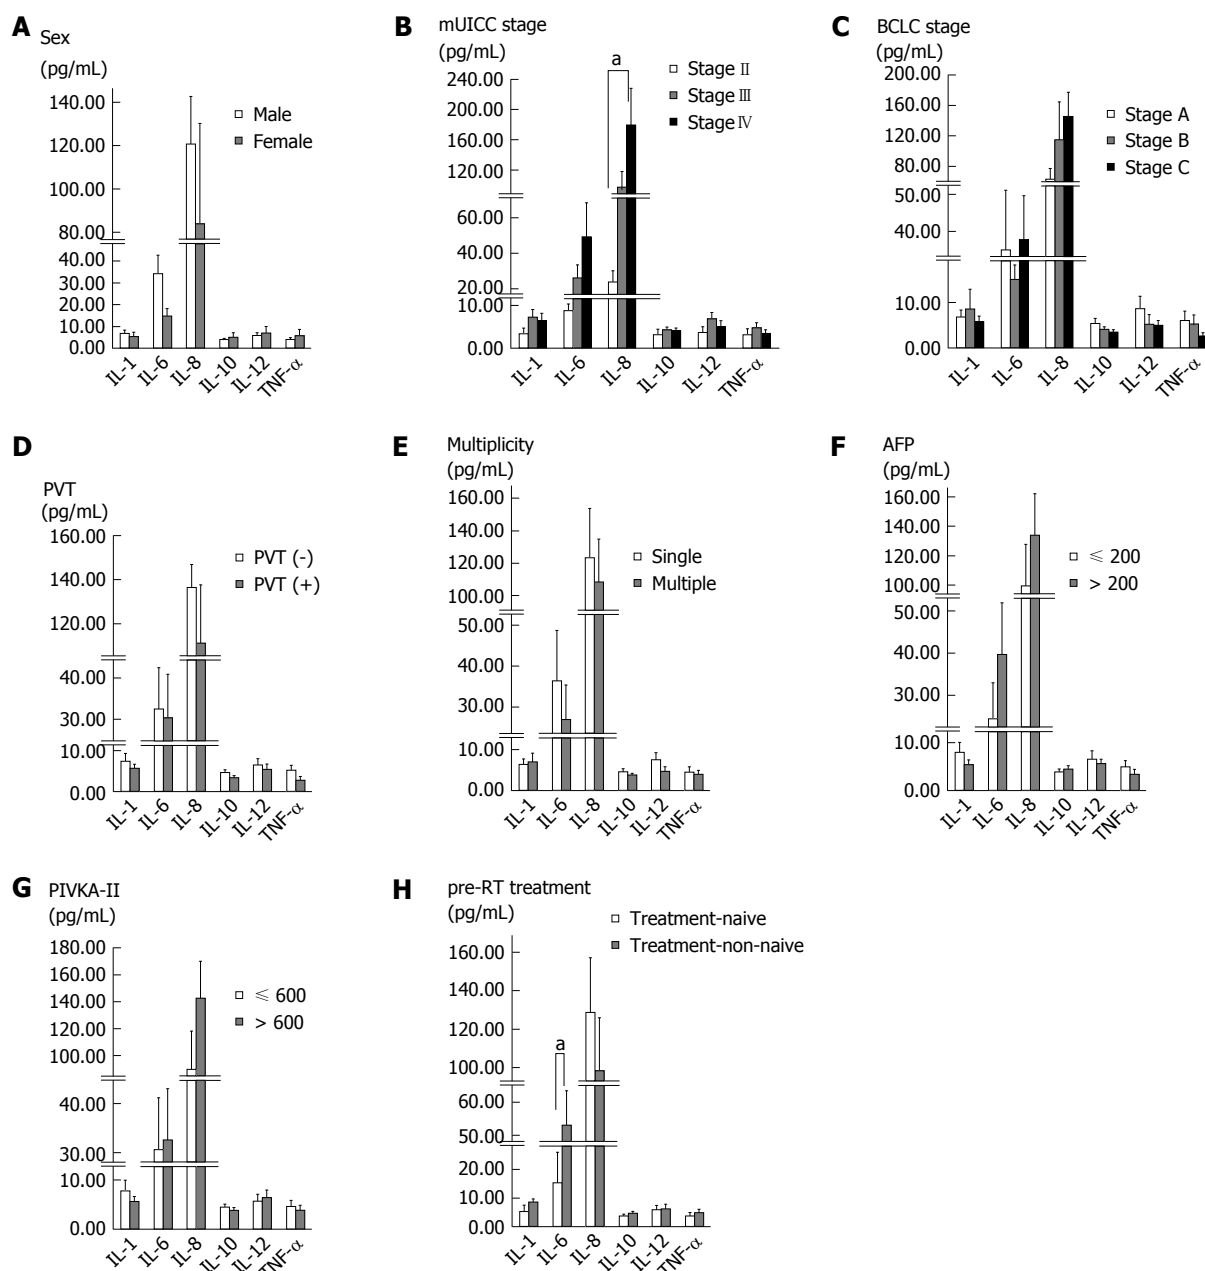 A
Sex
(pg/mL)
140.00
120.00
100.00
80.00
40.00
30.00
20.00
10.00
0.00
Male
Female
IL-1
IL-6
IL-8
IL-10
IL-12
TNF-α
B
mUICC stage
(pg/mL)
240.00
200.00
160.00
120.00
60.00
40.00
20.00
10.00
0.00
a
Stage Ⅱ
Stage Ⅲ
Stage Ⅳ
IL-1
IL-6
IL-8
IL-10
IL-12
TNF-α
C
BCLC stage
(pg/mL)
200.00
160.00
120.00
80.00
50.00
40.00
10.00
0.00
Stage A
Stage B
Stage C
IL-1
IL-6
IL-8
IL-10
IL-12
TNF-α
D
PVT
(pg/mL)
160.00
140.00
120.00
40.00
30.00
10.00
0.00
PVT (-)
PVT (+)
IL-1
IL-6
IL-8
IL-10
IL-12
TNF-α
E
Multiplicity
(pg/mL)
160.00
140.00
120.00
100.00
50.00
40.00
30.00
10.00
0.00
Single
Multiple
IL-1
IL-6
IL-8
IL-10
IL-12
TNF-α
F
AFP
(pg/mL)
160.00
140.00
120.00
100.00
50.00
40.00
30.00
10.00
0.00
≤ 200
> 200
IL-1
IL-6
IL-8
IL-10
IL-12
TNF-α
G
PIVKA-II
(pg/mL)
180.00
160.00
140.00
120.00
100.00
80.00
40.00
30.00
10.00
0.00
≤ 600
> 600
IL-1
IL-6
IL-8
IL-10
IL-12
TNF-α
H
pre-RT treatment
(pg/mL)
160.00
140.00
120.00
100.00
60.00
50.00
20.00
10.00
0.00
a
Treatment-naive
Treatment-non-naive
IL-1
IL-6
IL-8
IL-10
IL-12
TNF-α